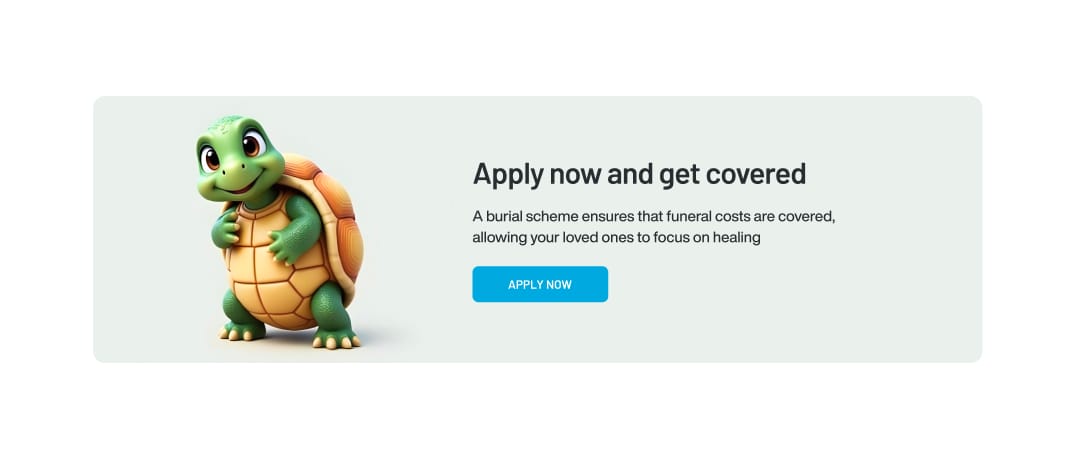 Apply now and get covered
A burial scheme ensures that funeral costs are covered,
allowing your loved ones to focus on healing
APPLY NOW